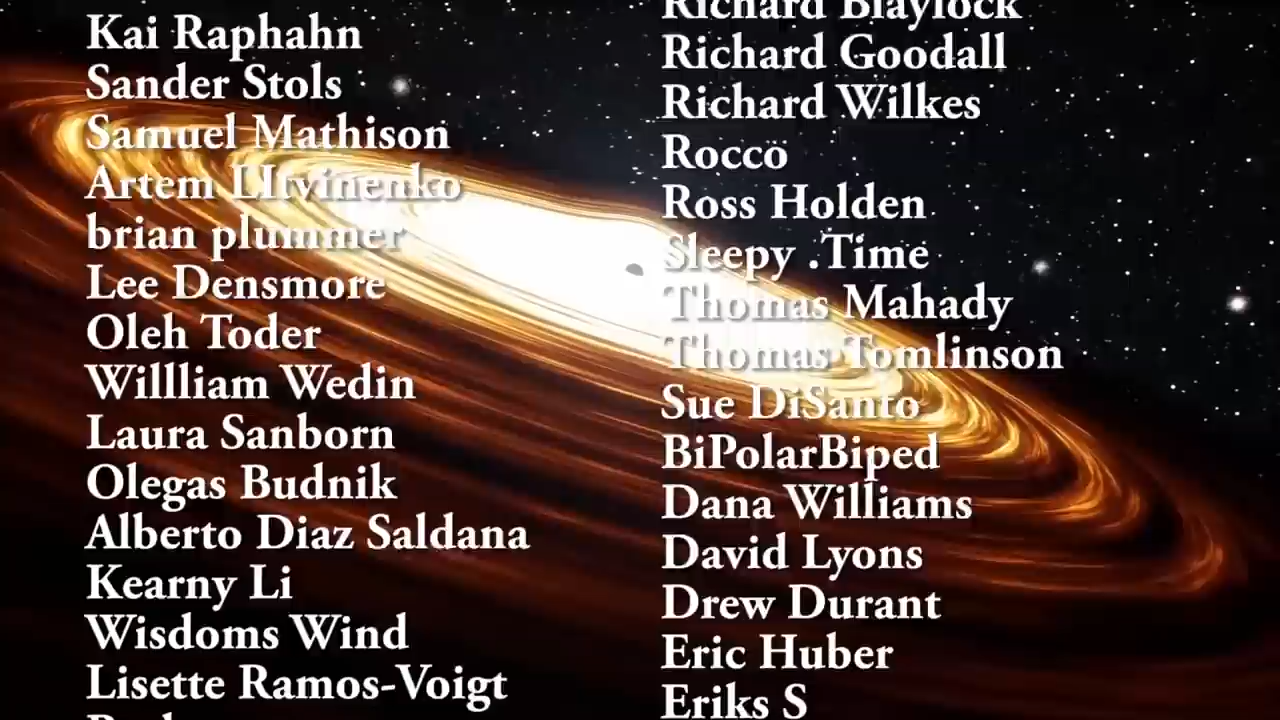 Kai Raphahn
Sander Stols
Samuel Mathison
Artem LItvinenko
brian plummer
Lee Densmore
Oleh Toder
Willliam Wedin
Laura Sanborn
Olegas Budnik
Alberto Diaz Saldana
Kearny Li
Wisdoms Wind
Lisette Ramos-Voigt
Richard Blaylock
Richard Goodall
Richard Wilkes
Rocco
Ross Holden
Sleepy .Time
Thomas Mahady
Thomas Tomlinson
Sue DiSanto
BiPolarBiped
Dana Williams
David Lyons
Drew Durant
Eric Huber
Eriks S